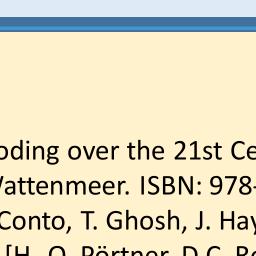 oding over the 21st Ce
Wattenmeer. ISBN: 978-
Conto, T. Ghosh, J. Hay
[H. O. Pörtner, D.C. Ro